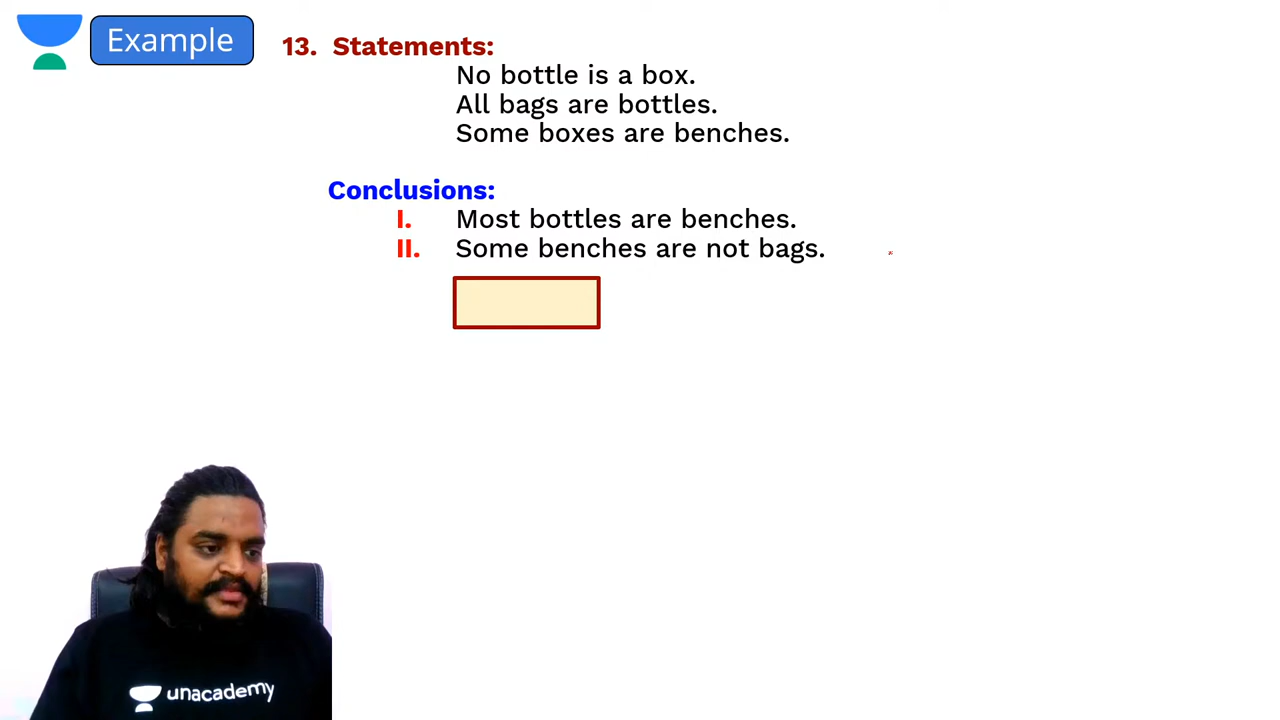 Example
13. Statements:
No bottle is a box.
All bags are bottles.
Some boxes are benches.
Conclusions:
I. Most bottles are benches.
II. Some benches are not bags.
unacademy